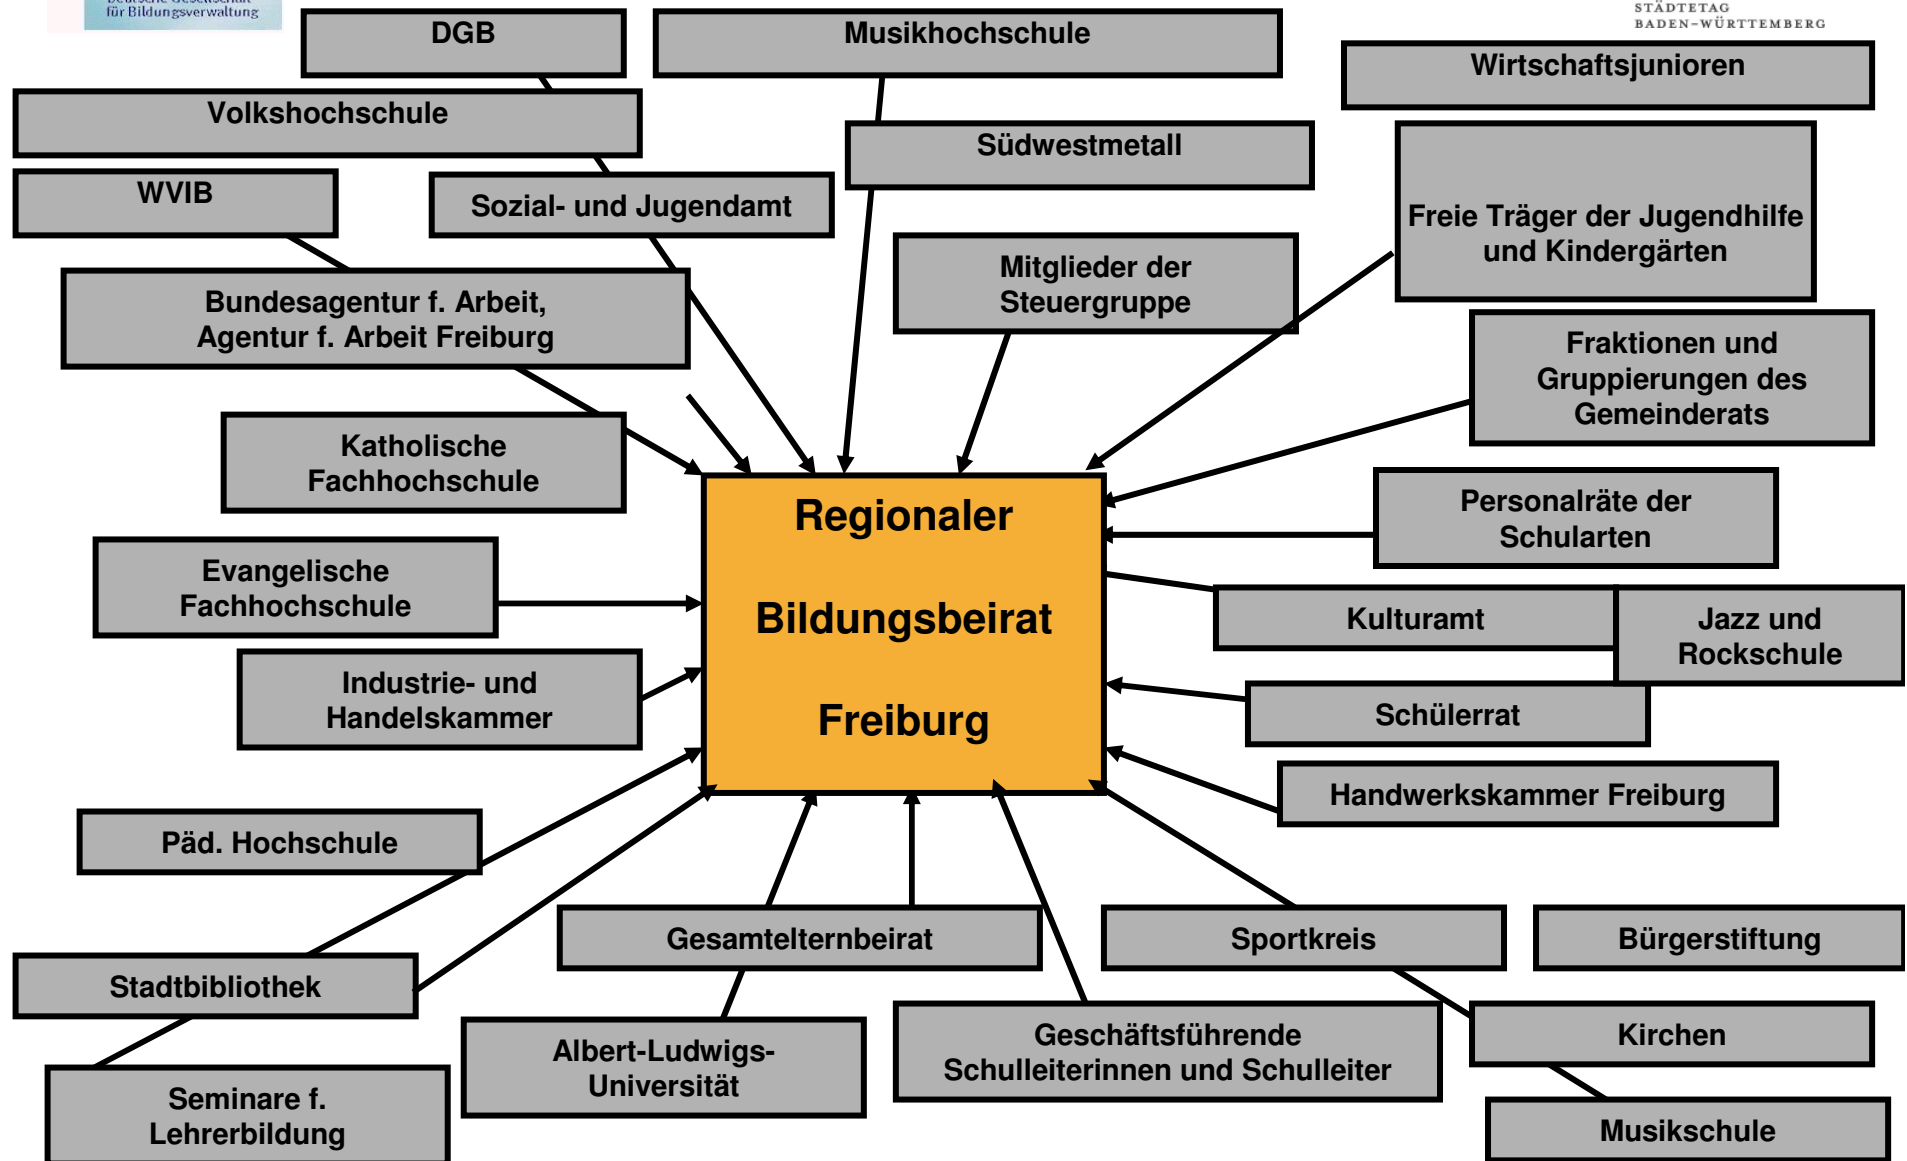 Deutsche Gesellschaft
für Bildungsverwaltung
STÄDTETAG
BADEN-WÜRTTEMBERG
DGB
Musikhochschule
Wirtschaftsjunioren
Volkshochschule
Südwestmetall
WVIB
Sozial- und Jugendamt
Freie Träger der Jugendhilfe
und Kindergärten
Mitglieder der
Steuergruppe
Bundesagentur f. Arbeit,
Agentur f. Arbeit Freiburg
Fraktionen und
Gruppierungen des
Gemeinderats
Katholische
Fachhochschule
Regionaler
Bildungsbeirat
Freiburg
Personalräte der
Schularten
Evangelische
Fachhochschule
Kulturamt
Jazz und
Rockschule
Industrie- und
Handelskammer
Schülerrat
Handwerkskammer Freiburg
Päd. Hochschule
Gesamtelternbeirat
Sportkreis
Bürgerstiftung
Stadtbibliothek
Albert-Ludwigs-
Universität
Geschäftsführende
Schulleiterinnen und Schulleiter
Kirchen
Seminare f.
Lehrerbildung
Musikschule